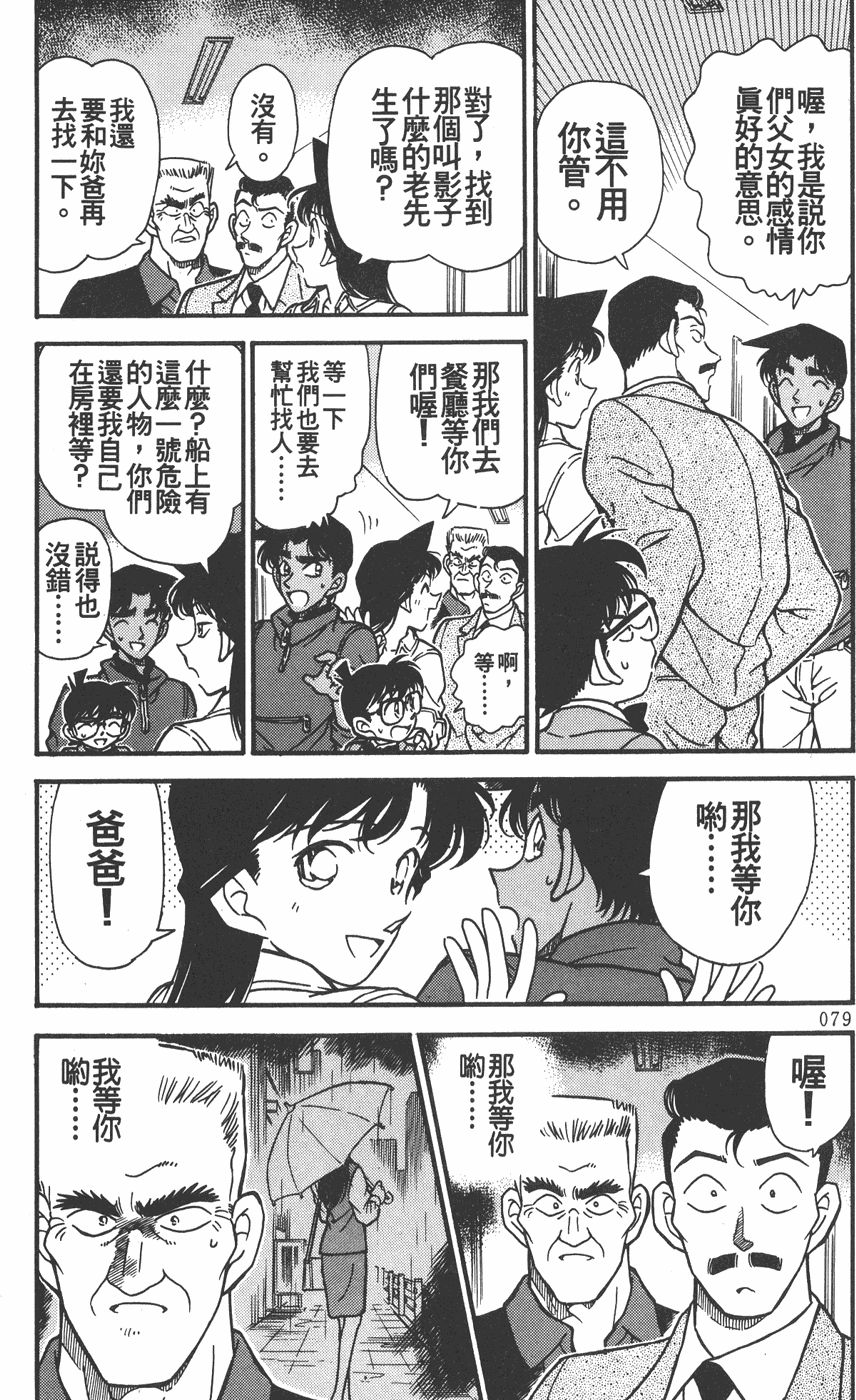 喔，我是説你
們父女的感情
真好的意思。
這不用
你管。
對了，找到
那個叫影子
什麼的老先
生了嗎？
沒有。
我還
要和妳爸再
去找一下。
那我們去
餐廳等你
們喔！
等一下
我們也要去
幫忙找人……
啊，
等……
什麼？船上有
這麼一號危險
的人物，你們
還要我自己
在房裡等？
説得也
沒錯……
那我等你
喲……
爸爸！
079
喔！
那我等你
喲……
我等你
喲……